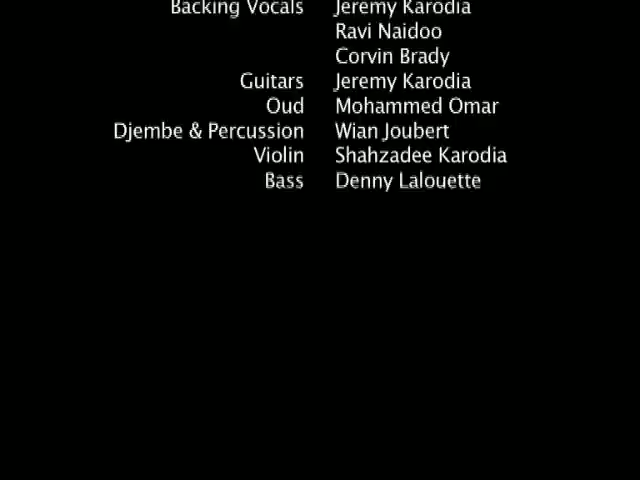 Backing Vocals Jeremy Karodia
Ravi Naidoo
Corvin Brady
Guitars Jeremy Karodia
Oud Mohammed Omar
Djembe & Percussion Wian Joubert
Violin Shahzadee Karodia
Bass Denny Lalouette